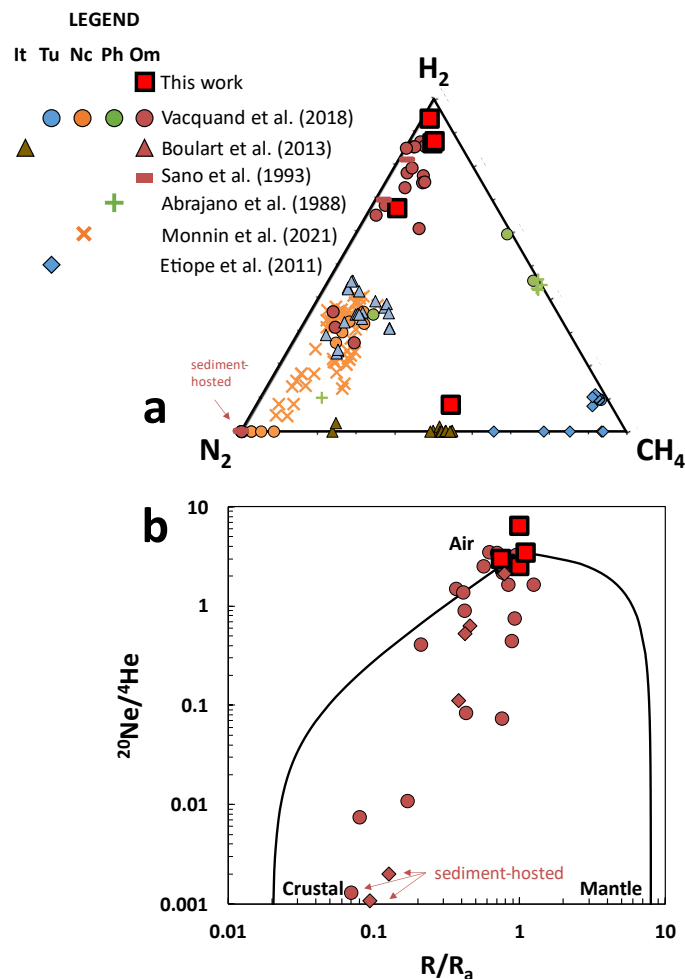 LEGEND
It Tu Nc Ph Om
This work
Vacquand et al. (2018)
Boulart et al. (2013)
Sano et al. (1993)
Abrajano et al. (1988)
Monnin et al. (2021)
Etiope et al. (2011)
H2
sediment-
hosted
a
N2
CH4
b
10
Air
1
20Ne/4He
0.1
0.01
sediment-hosted
Crustal
Mantle
0.001
0.01
0.1
1
10
R/Ra